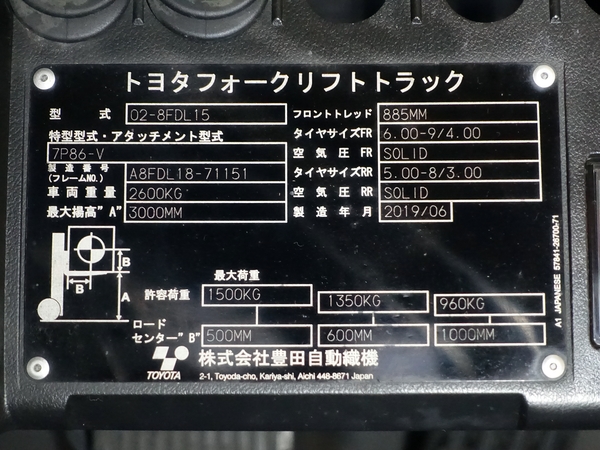 トヨタフォークリフトトラック
型 式 02-8FDL15
特型型式・アタッチメント型式
7P86-V
製造番号
(フレームNO.) A8FDL18-71151
車両重量 2600KG
最大揚高"A" 3000MM
フロントトレッド 885MM
タイヤサイズFR 6.00-9/4.00
空気圧FR SOLID
タイヤサイズRR 5.00-8/3.00
空気圧RR SOLID
製造年月 2019/06
B
B
A
最大荷重
許容荷重 1500KG 1350KG 960KG
ロード
センター"B" 500MM 600MM 1000MM
TOYOTA
株式会社豊田自動織機
2-1, Toyoda-cho, Kariya-shi, Aichi 448-8671 Japan
A1 JAPANESE 57841-26700-71